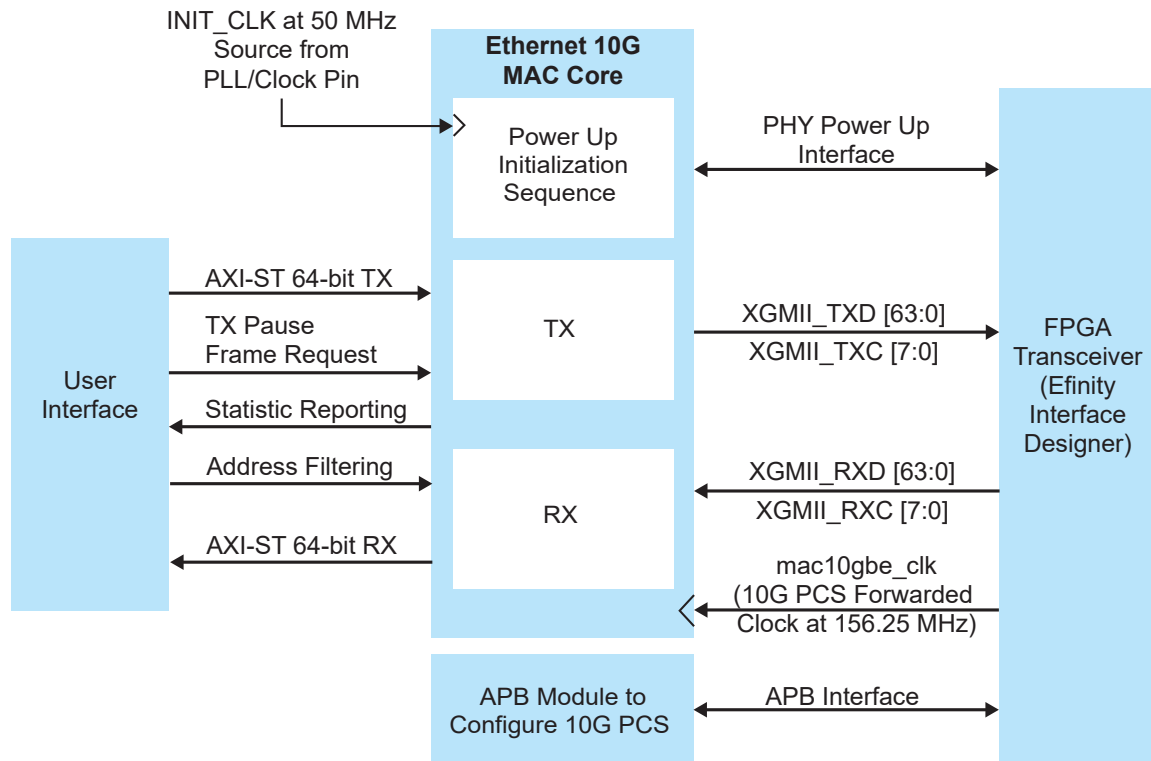 INIT_CLK at 50 MHz
Source from
PLL/Clock Pin
Ethernet 10G
MAC Core
Power Up
Initialization
Sequence
PHY Power Up
Interface
User
Interface
AXI-ST 64-bit TX
TX Pause
Frame Request
Statistic Reporting
Address Filtering
AXI-ST 64-bit RX
TX
RX
XGMII_TXD [63:0]
XGMII_TXC [7:0]
XGMII_RXD [63:0]
XGMII_RXC [7:0]
mac10gbe_clk
(10G PCS Forwarded
Clock at 156.25 MHz)
FPGA
Transceiver
(Efinity
Interface
Designer)
APB Module to
Configure 10G PCS
APB Interface